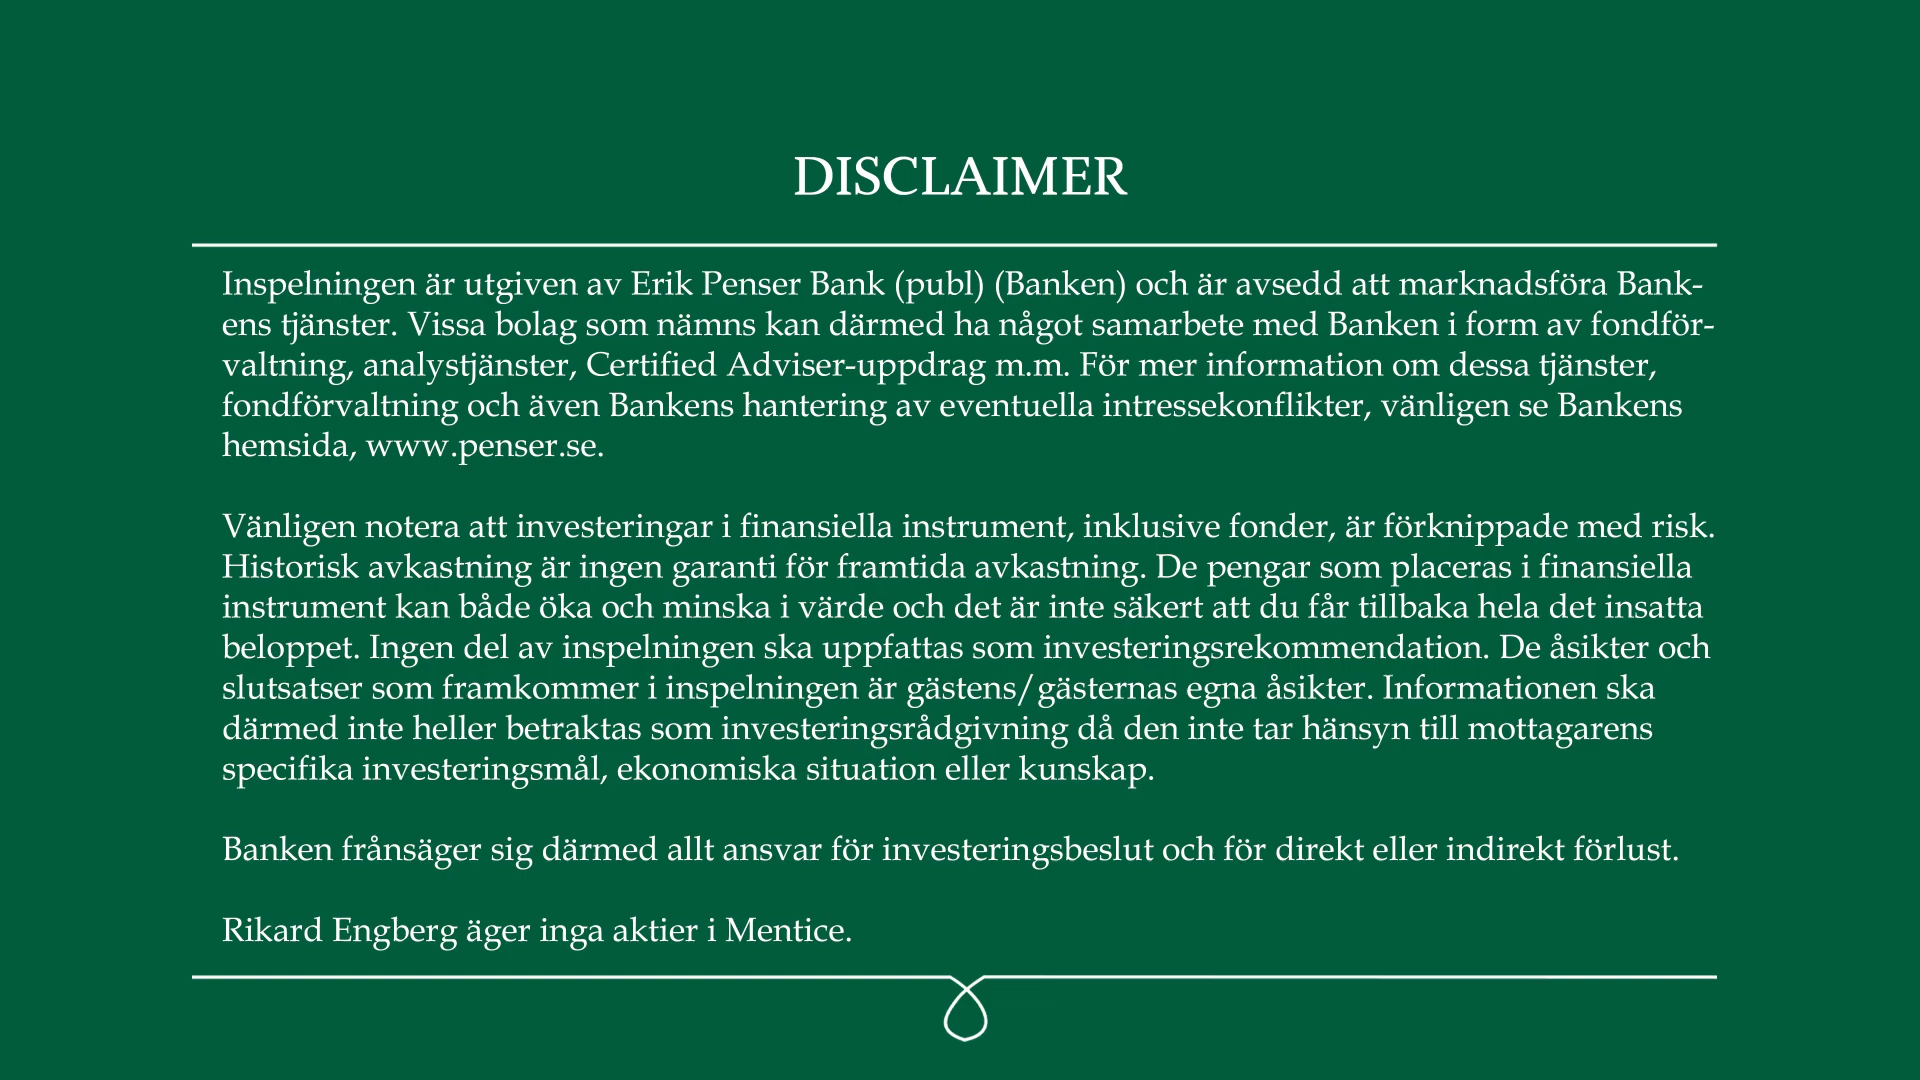 DISCLAIMER
Inspelningen är utgiven av Erik Penser Bank (publ) (Banken) och är avsedd att marknadsföra Bank-
ens tjänster. Vissa bolag som nämns kan därmed ha något samarbete med Banken i form av fondför-
valtning, analystjänster, Certified Adviser-uppdrag m.m. För mer information om dessa tjänster,
fondförvaltning och även Bankens hantering av eventuella intressekonflikter, vänligen se Bankens
hemsida, www.penser.se.
Vänligen notera att investeringar i finansiella instrument, inklusive fonder, är förknippade med risk.
Historisk avkastning är ingen garanti för framtida avkastning. De pengar som placeras i finansiella
instrument kan både öka och minska i värde och det är inte säkert att du får tillbaka hela det insatta
beloppet. Ingen del av inspelningen ska uppfattas som investeringsrekommendation. De åsikter och
slutsatser som framkommer i inspelningen är gästens/gästernas egna åsikter. Informationen ska
därmed inte heller betraktas som investeringsrådgivning då den inte tar hänsyn till mottagarens
specifika investeringsmål, ekonomiska situation eller kunskap.
Banken frånsäger sig därmed allt ansvar för investeringsbeslut och för direkt eller indirekt förlust.
Rikard Engberg äger inga aktier i Mentice.